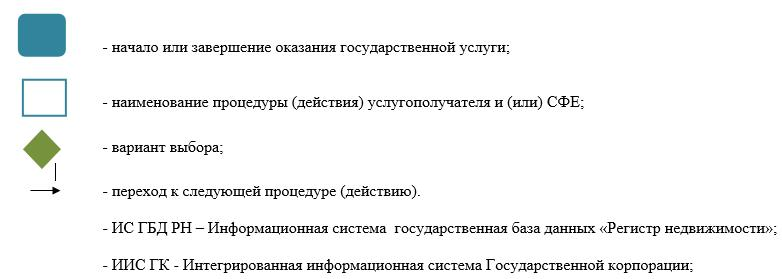 - начало или завершение оказания государственной услуги;
- наименование процедуры (действия) услугополучателя и (или) СФЕ;
- вариант выбора;
- переход к следующей процедуре (действию).
- ИС ГБД РН – Информационная система государственная база данных «Регистр недвижимости»;
- ИИС ГК - Интегрированная информационная система Государственной корпорации;